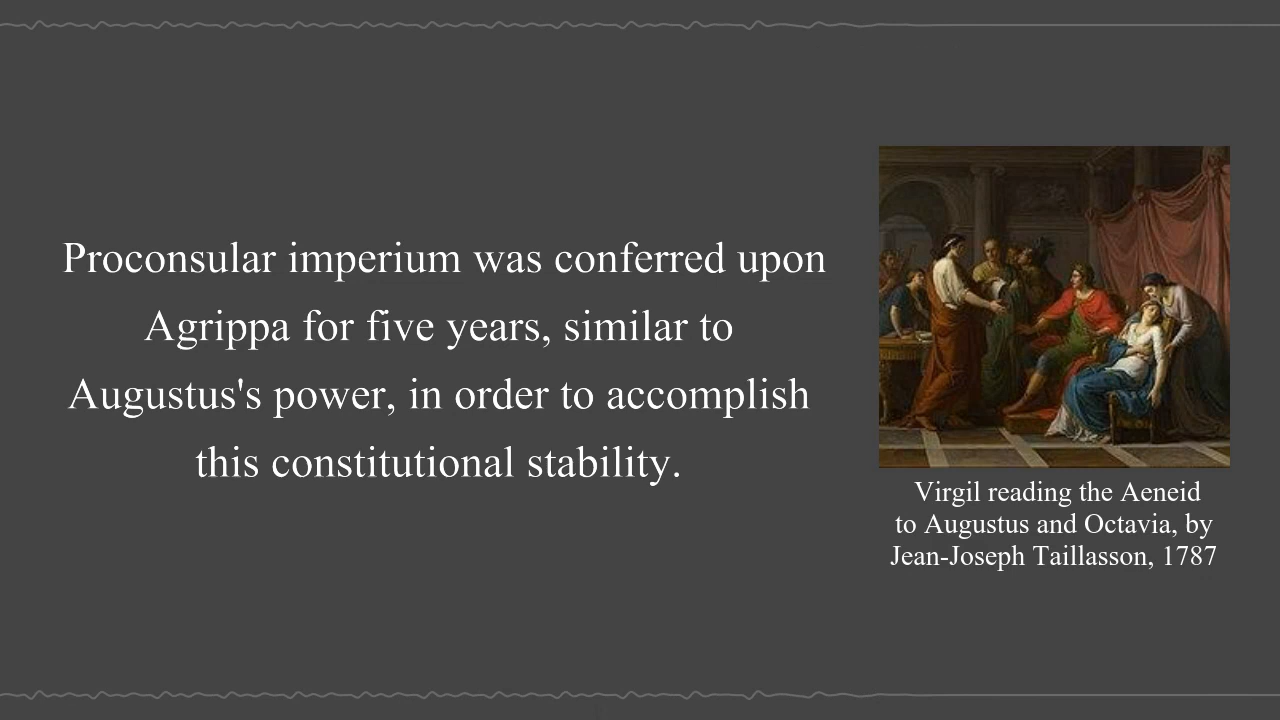 Proconsular imperium was conferred upon
Agrippa for five years, similar to
Augustus's power, in order to accomplish
this constitutional stability.
Virgil reading the Aeneid
to Augustus and Octavia, by
Jean-Joseph Taillasson, 1787